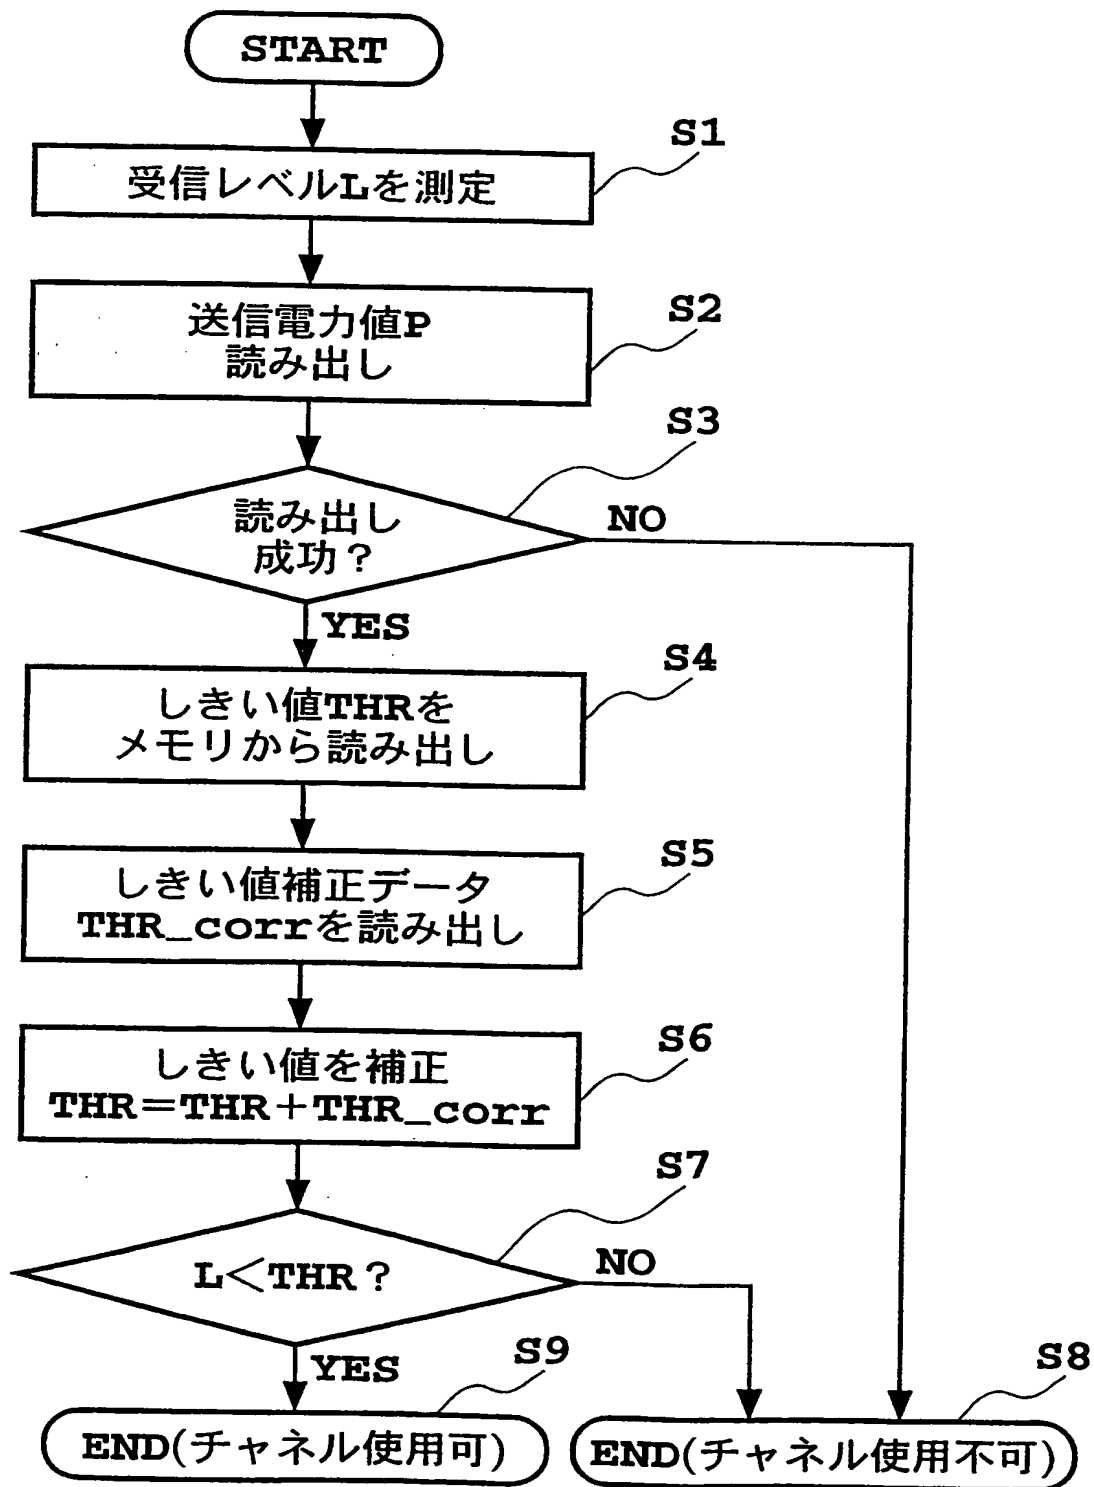 START
S1
受信レベルLを測定
S2
送信電力値P
読み出し
S3
読み出し
成功？
NO
YES
S4
しきい値THRを
メモリから読み出し
S5
しきい値補正データ
THR_corrを読み出し
S6
しきい値を補正
THR=THR+THR_corr
S7
L<THR？
NO
YES
S9
S8
END(チャネル使用可)
END(チャネル使用不可)